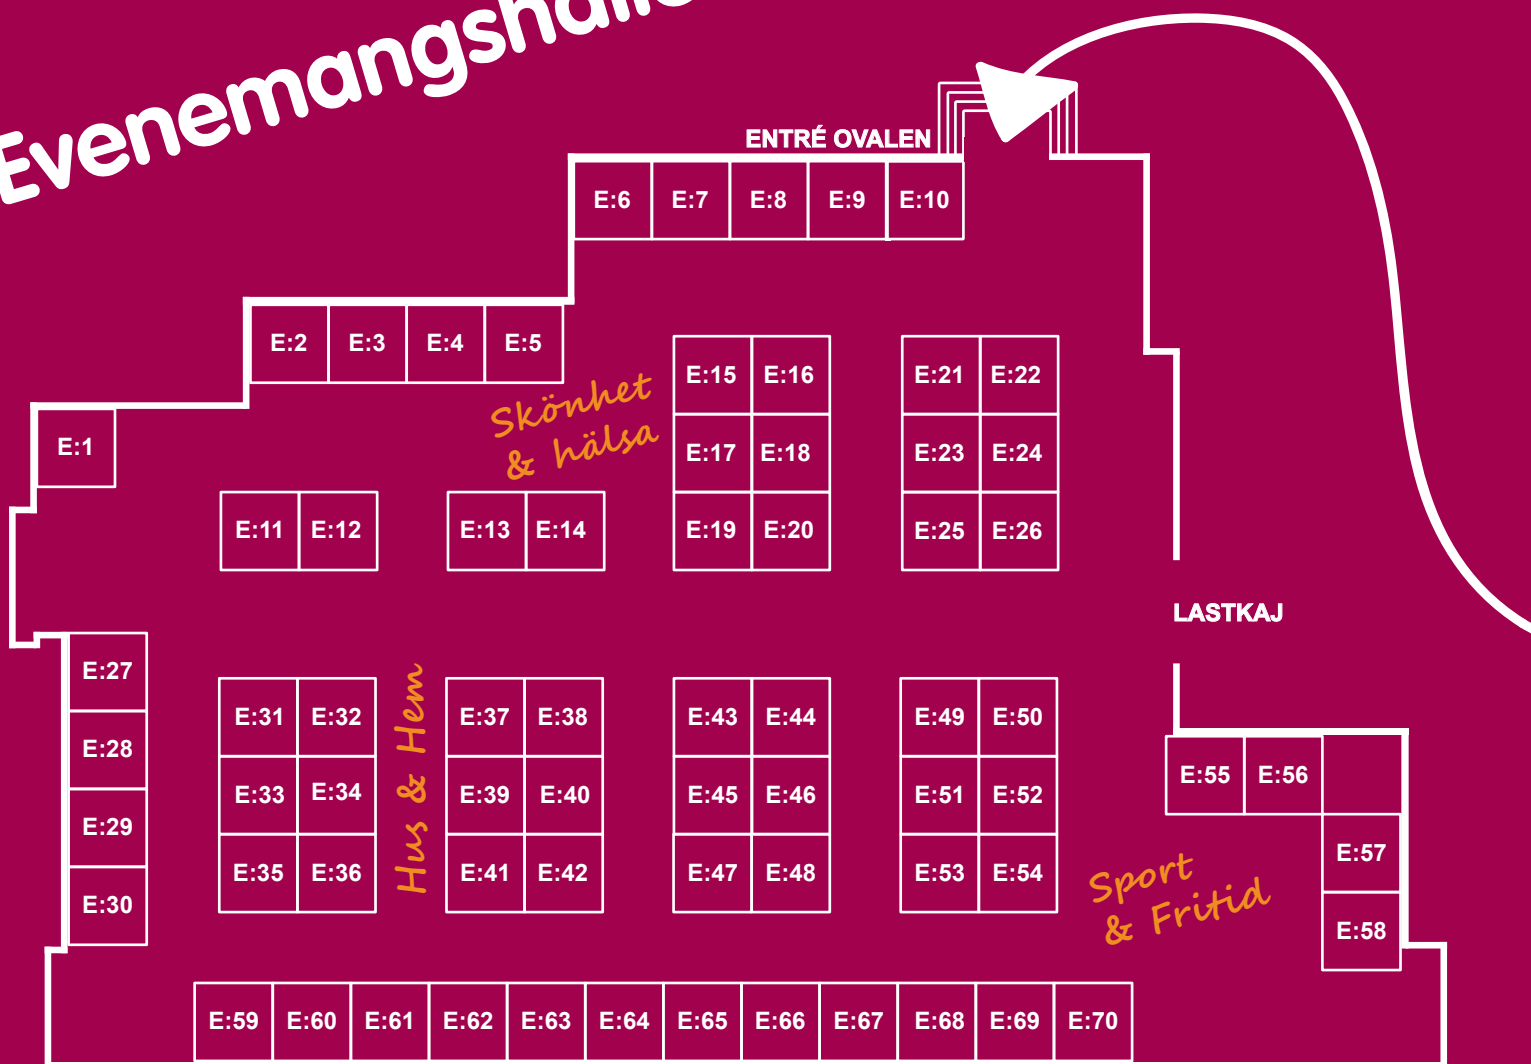 ENTRÉ OVALEN
E:6 E:7 E:8 E:9 E:10
E:2 E:3 E:4 E:5
E:15 E:16 E:21 E:22
Skönhet
& hälsa
E:1
E:17 E:18 E:23 E:24
E:11 E:12 E:13 E:14 E:19 E:20 E:25 E:26
LASTKAJ
E:27
E:31 E:32 E:37 E:38 E:43 E:44 E:49 E:50
Hus & Hem
E:28
E:55 E:56
E:33 E:34 E:39 E:40 E:45 E:46 E:51 E:52
E:29
E:57
E:35 E:36 E:41 E:42 E:47 E:48 E:53 E:54
Sport
& Fritid
E:30
E:58
E:59 E:60 E:61 E:62 E:63 E:64 E:65 E:66 E:67 E:68 E:69 E:70